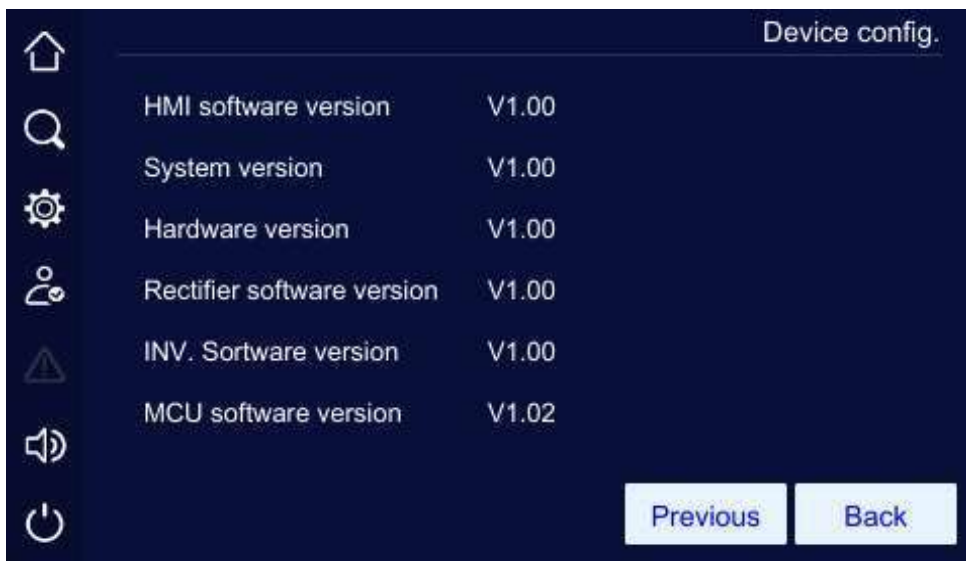 Device config.
HMI software version V1.00
System version V1.00
Hardware version V1.00
Rectifier software version V1.00
INV. Sortware version V1.00
MCU software version V1.02
Previous Back